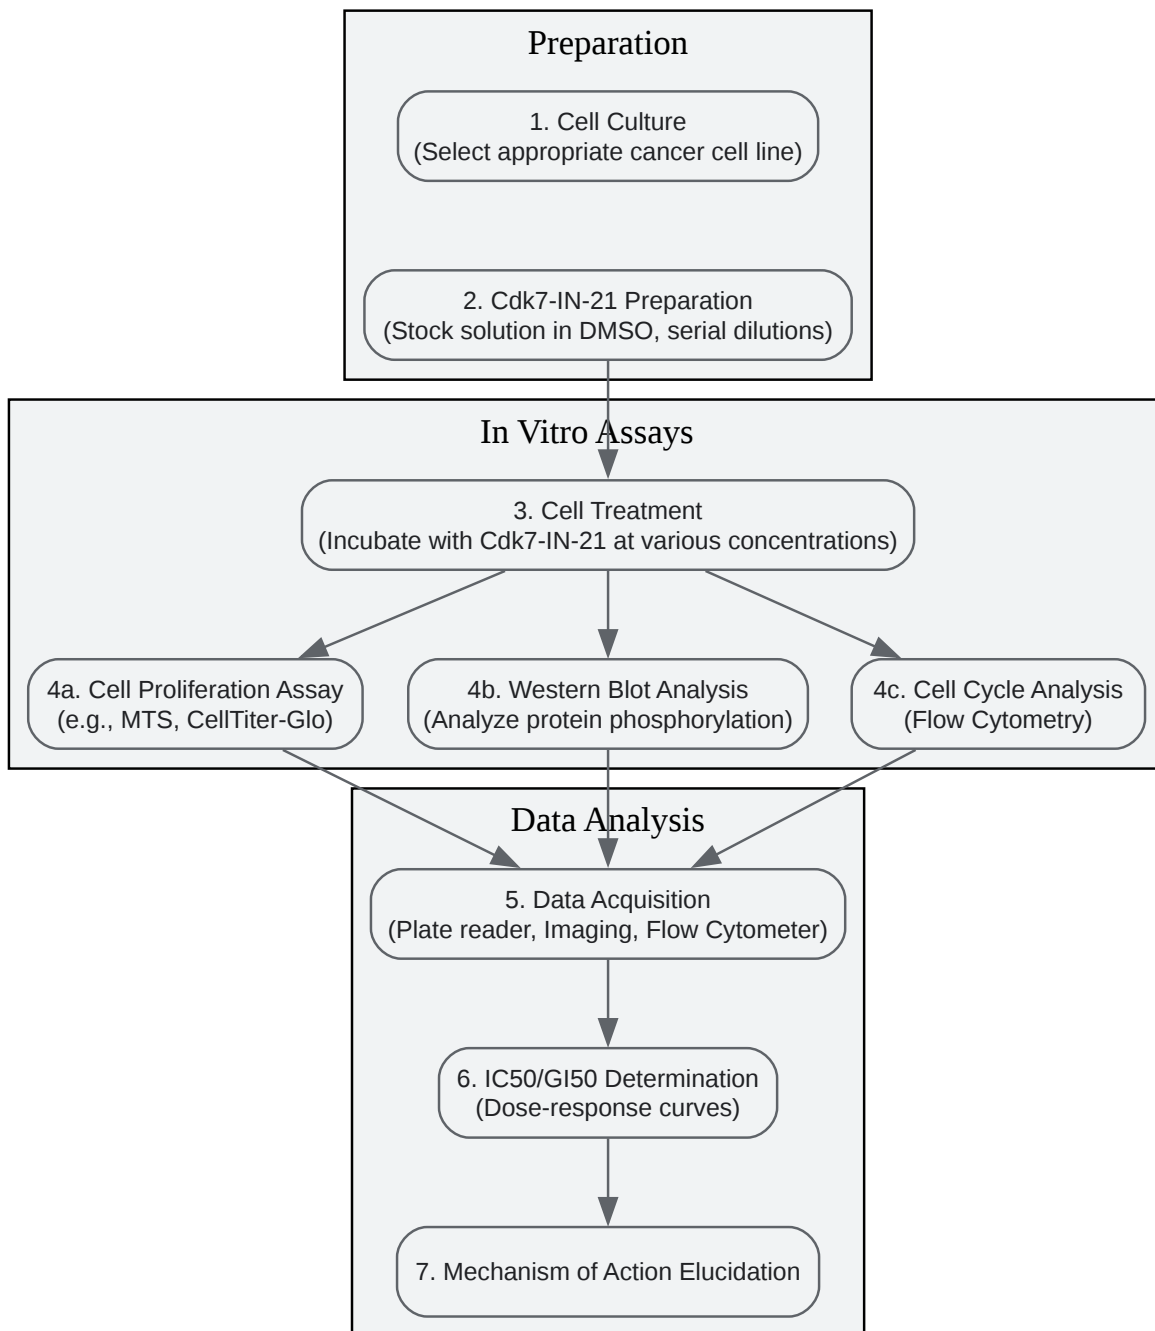 Preparation
1. Cell Culture
(Select appropriate cancer cell line)
2. Cdk7-IN-21 Preparation
(Stock solution in DMSO, serial dilutions)
In Vitro Assays
3. Cell Treatment
(Incubate with Cdk7-IN-21 at various concentrations)
4a. Cell Proliferation Assay
(e.g., MTS, CellTiter-Glo)
4b. Western Blot Analysis
(Analyze protein phosphorylation)
4c. Cell Cycle Analysis
(Flow Cytometry)
Data Analysis
5. Data Acquisition
(Plate reader, Imaging, Flow Cytometer)
6. IC50/GI50 Determination
(Dose-response curves)
7. Mechanism of Action Elucidation